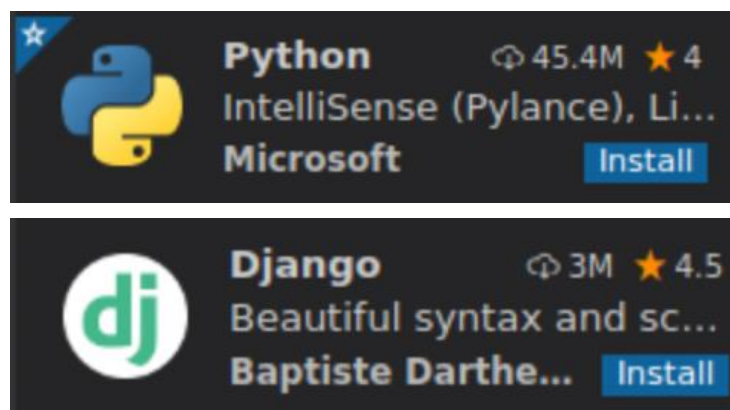 Python 45.4M 4
IntelliSense (Pylance), Li...
Microsoft Install
dj Django 3M 4.5
Beautiful syntax and sc...
Baptiste Darthe... Install